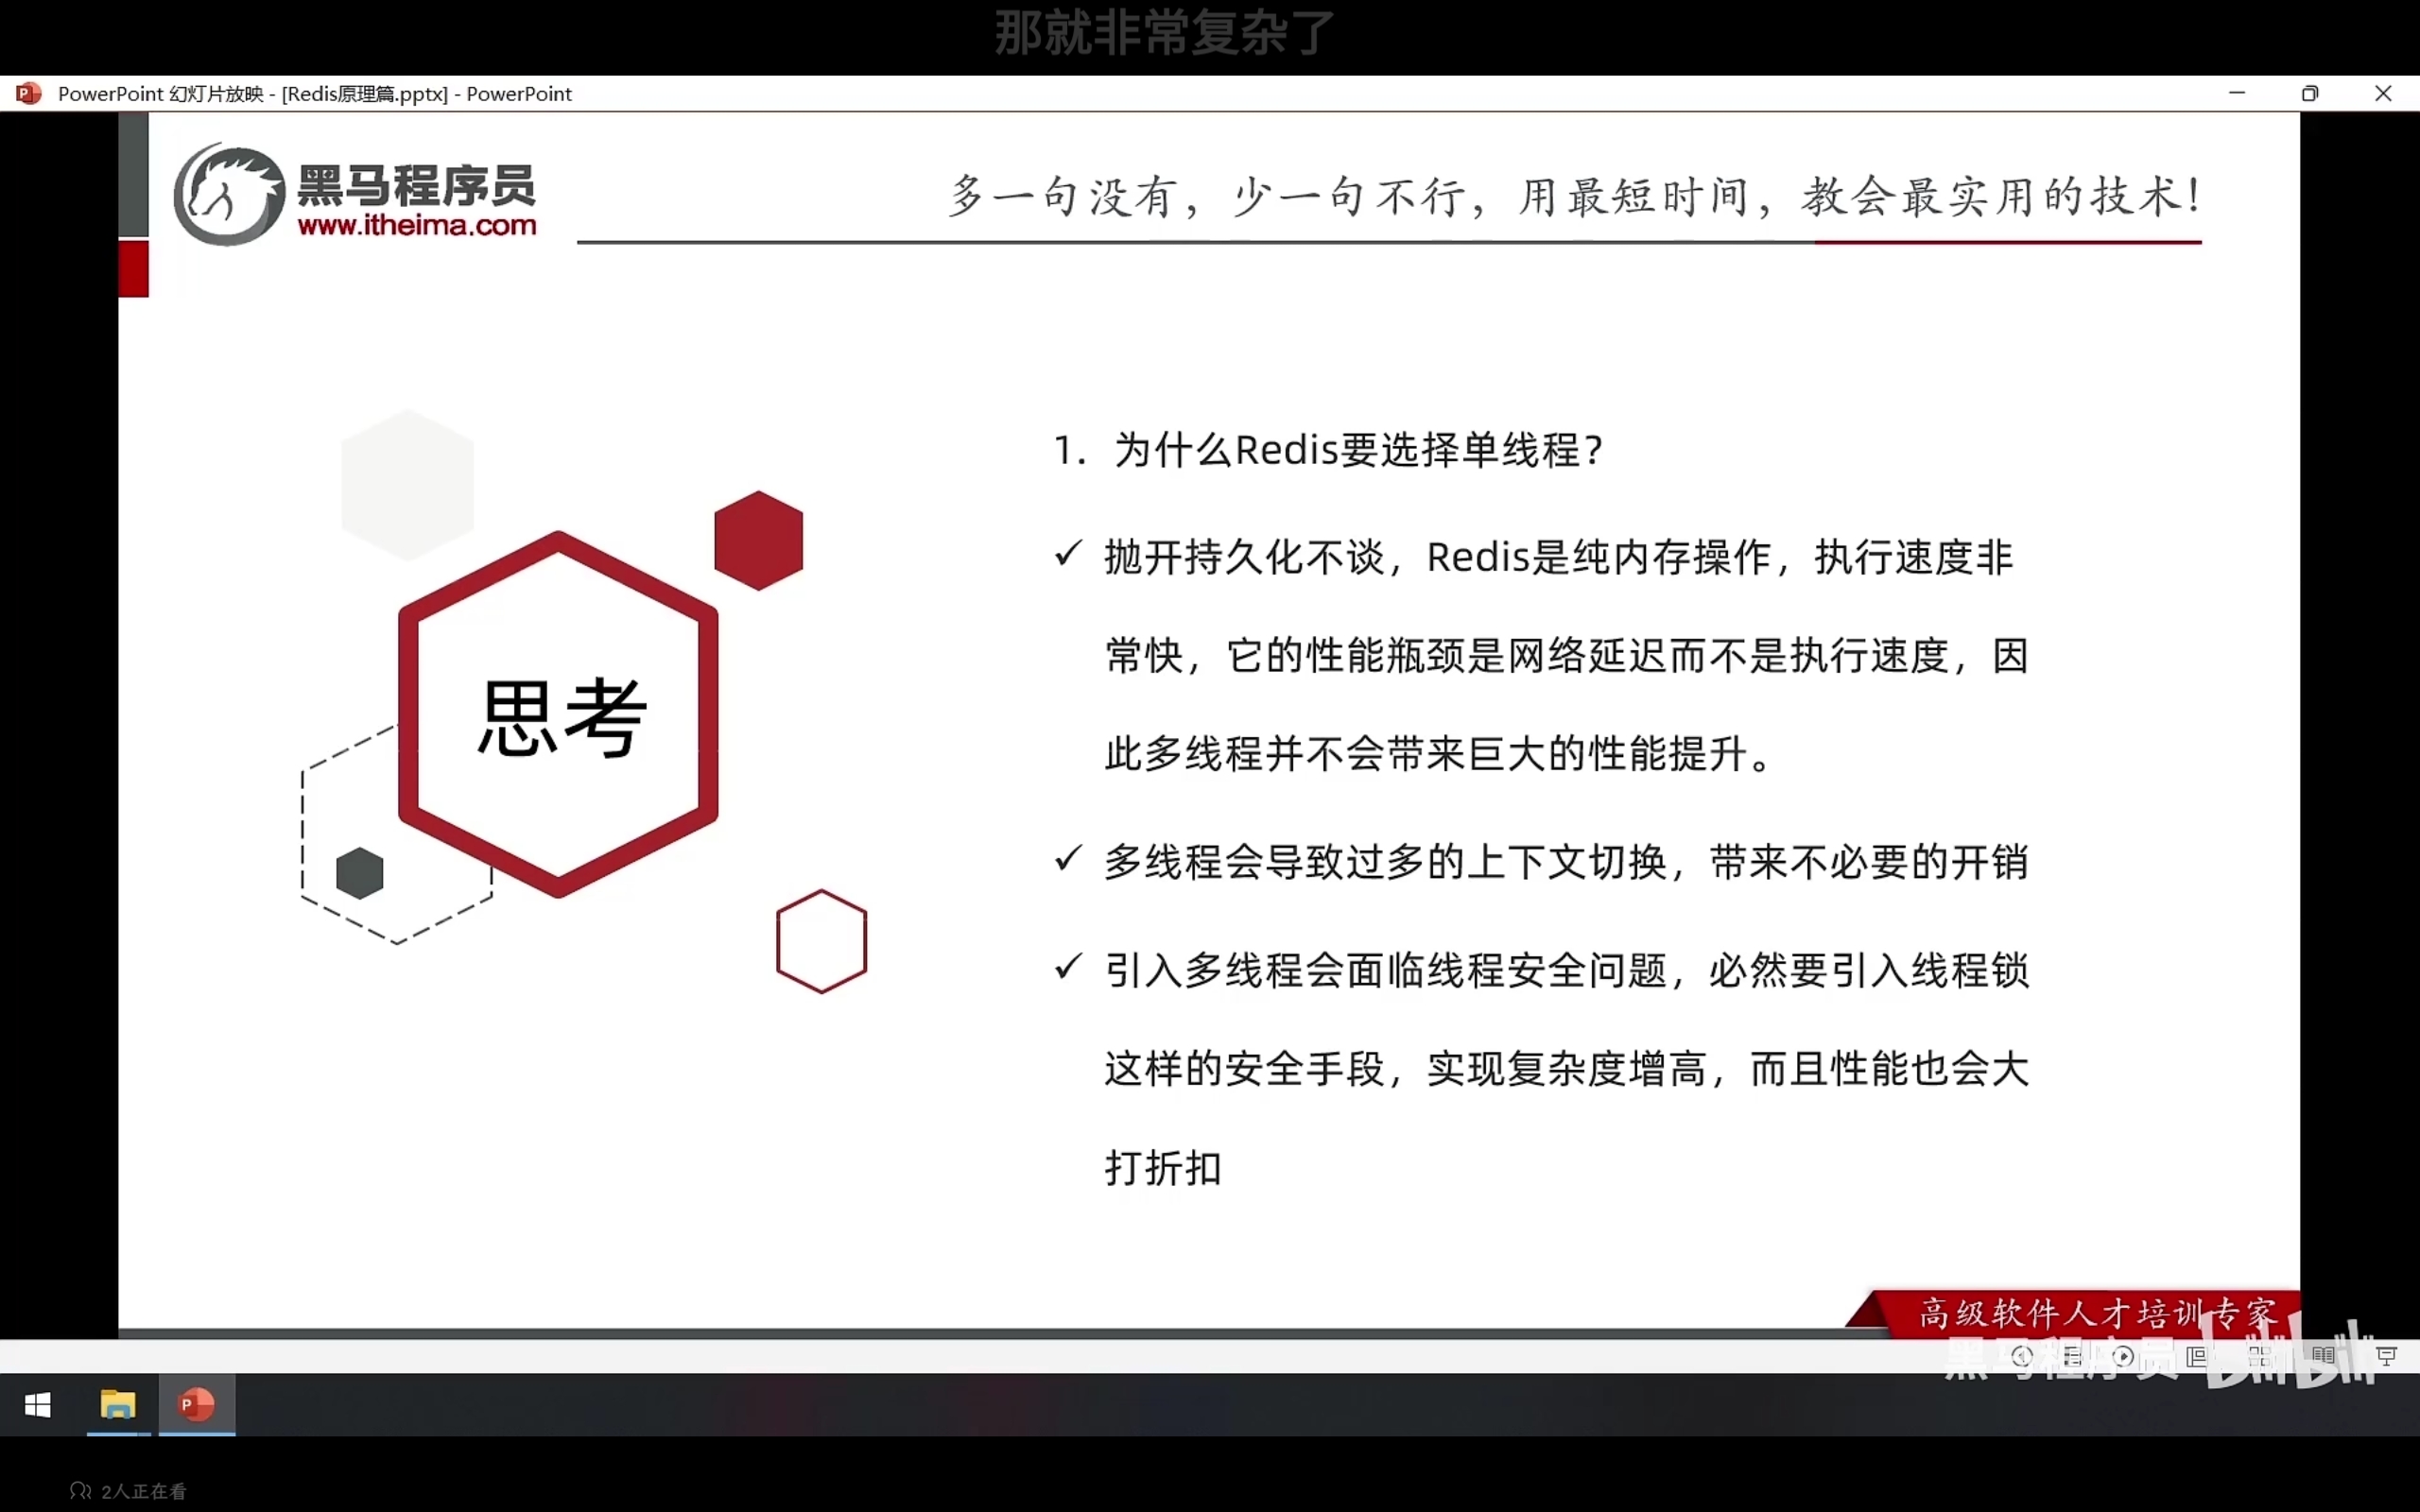 那就非常复杂了
PowerPoint 幻灯片放映 - [Redis原理篇.pptx] - PowerPoint
黑马程序员
www.itheima.com
多一句没有，少一句不行，用最短时间，教会最实用的技术！
思考
1. 为什么Redis要选择单线程？
✓ 抛开持久化不谈，Redis是纯内存操作，执行速度非
常快，它的性能瓶颈是网络延迟而不是执行速度，因
此多线程并不会带来巨大的性能提升。
✓ 多线程会导致过多的上下文切换，带来不必要的开销
✓ 引入多线程会面临线程安全问题，必然要引入线程锁
这样的安全手段，实现复杂度增高，而且性能也会大
打折扣
高级软件人才培训专家
黑马程序员 bilibili
2人正在看